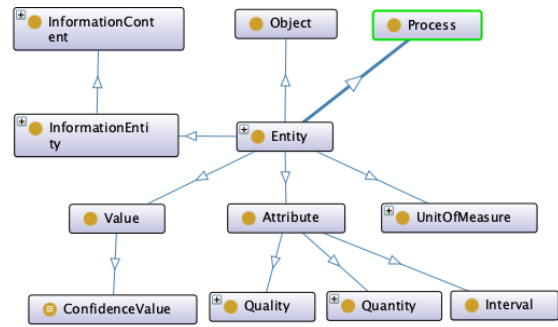 InformationCont
ent
Object
Process
InformationEnti
ty
Entity
Value
Attribute
UnitOfMeasure
ConfidenceValue
Quality
Quantity
Interval